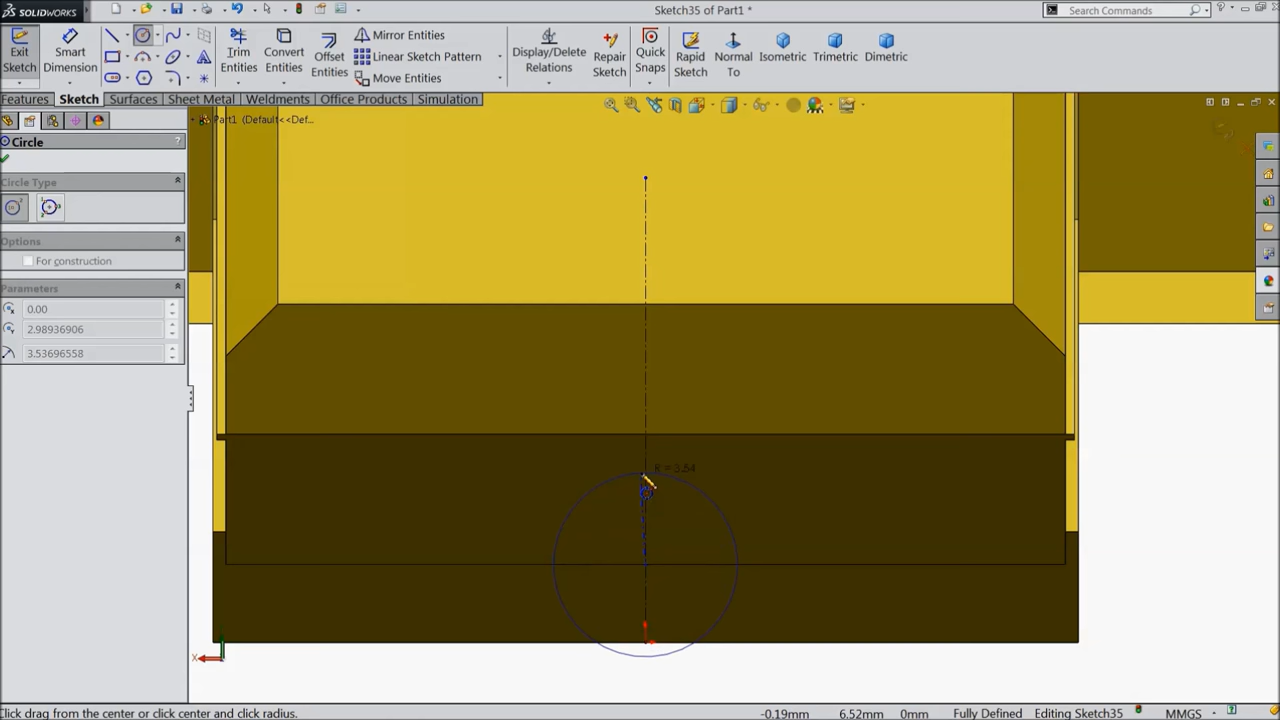 SOLIDWORKS
Sketch35 of Part1 *
Search Commands
Exit Sketch
Smart Dimension
Trim Entities
Convert Entities
Offset Entities
Mirror Entities
Linear Sketch Pattern
Move Entities
Display/Delete Relations
Repair Sketch
Quick Snaps
Rapid Sketch
Normal To
Isometric
Trimetric
Dimetric
Features
Sketch
Surfaces
Sheet Metal
Weldments
Office Products
Simulation
Part1 (Default<<Def...
Circle
?
Circle Type
Options
For construction
Parameters
0.00
2.98936906
3.53696558
R = 3.54
X
Click drag from the center or click center and click radius.
-0.19mm
6.52mm
0mm
Fully Defined
Editing Sketch35
MMGS